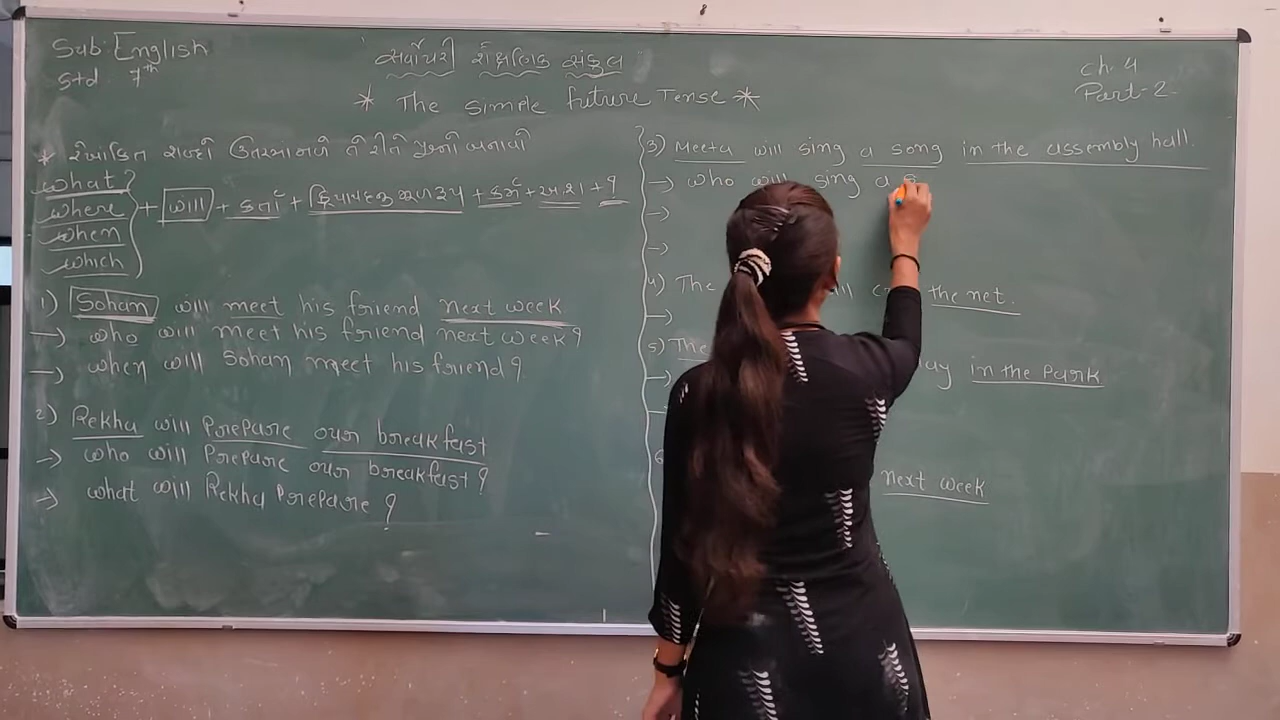 Sub: English
Std 7th
સર્વોપરી શૈક્ષણિક સંકુલ
* The simple future Tense *
Ch. 4
Part-2
* રેખાંકિત શબ્દો ઉત્તરમાં મળે તે રીતે પ્રશ્નો બનાવો
what?
where
when
which
+ will + કર્તા + ક્રિયાપદનું મૂળરૂપ + કર્મ + અ.શ. + ?
1) Sohan will meet his friend next week
→ who will meet his friend next week?
→ when will Sohan meet his friend?
2) Rekha will Prepare our breakfast
→ who will Prepare our breakfast?
→ what will Rekha Prepare?
3) Meeta will sing a song in the assembly hall.
→ who will sing a s
→
→
4) The the net.
→
5) The in the Park
→
next week